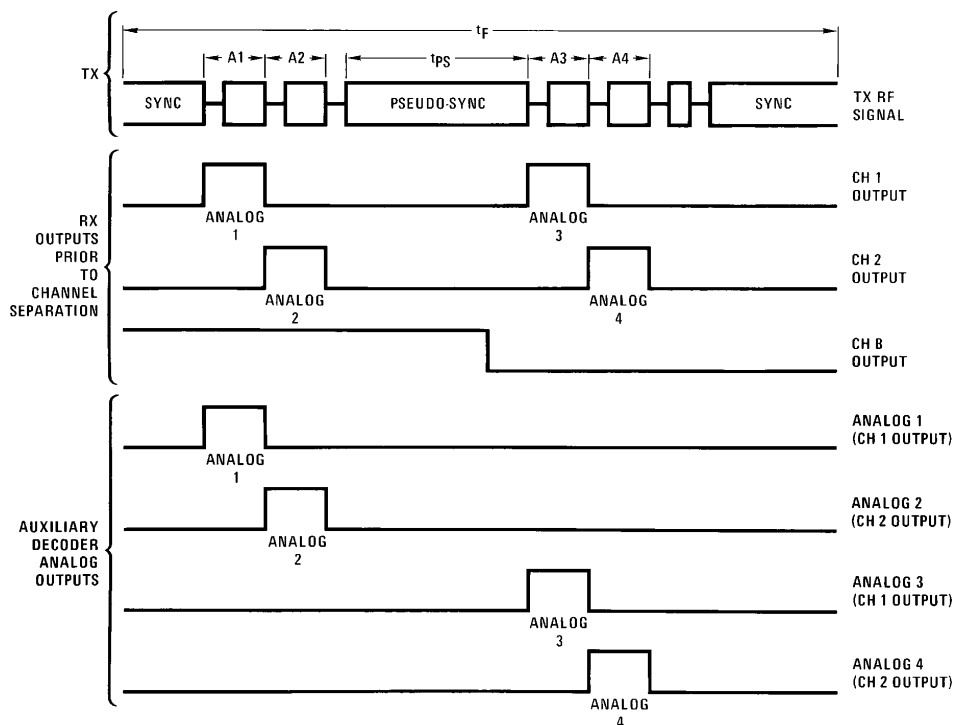 tF
A1
A2
tPS
A3
A4
TX
SYNC
PSEUDO-SYNC
SYNC
TX RF
SIGNAL
CH 1
OUTPUT
ANALOG
1
ANALOG
3
RX
OUTPUTS
PRIOR
TO
CHANNEL
SEPARATION
CH 2
OUTPUT
ANALOG
2
ANALOG
4
CH B
OUTPUT
ANALOG 1
(CH 1 OUTPUT)
ANALOG
1
ANALOG 2
(CH 2 OUTPUT)
ANALOG
2
AUXILIARY
DECODER
ANALOG
OUTPUTS
ANALOG 3
(CH 1 OUTPUT)
ANALOG
3
ANALOG 4
(CH 2 OUTPUT)
ANALOG
4